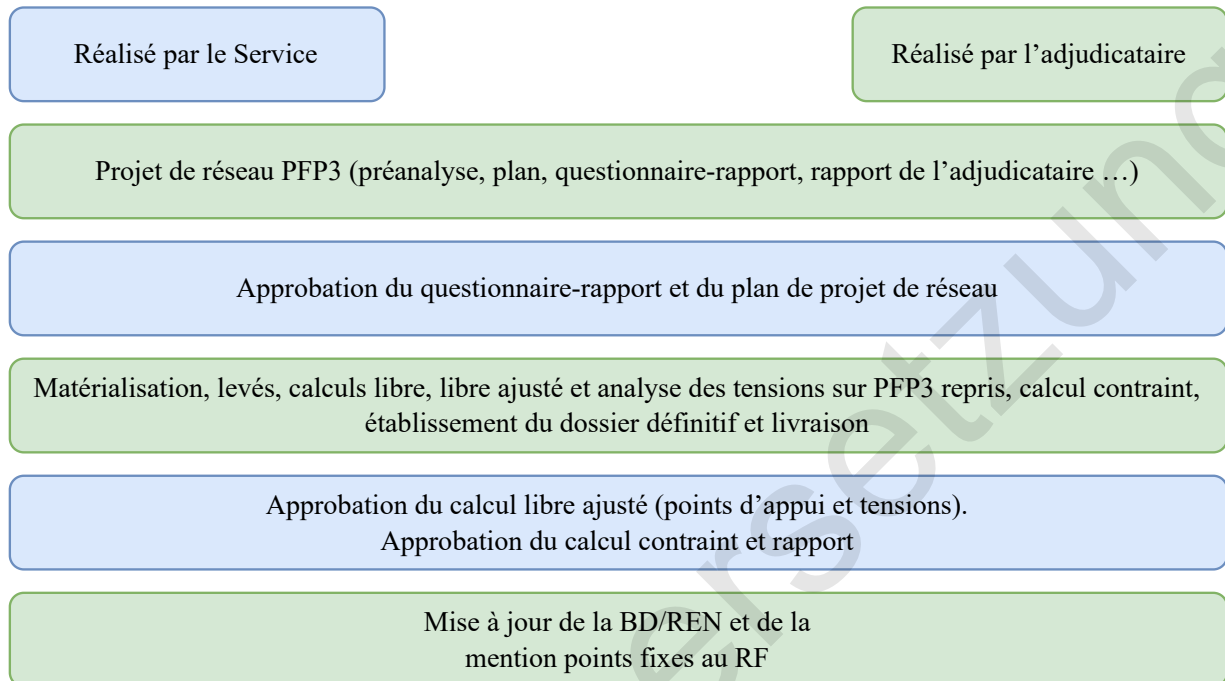 Réalisé par le Service
Réalisé par l’adjudicataire
Projet de réseau PFP3 (préanalyse, plan, questionnaire-rapport, rapport de l’adjudicataire …)
Approbation du questionnaire-rapport et du plan de projet de réseau
Matérialisation, levés, calculs libre, libre ajusté et analyse des tensions sur PFP3 repris, calcul contraint,
établissement du dossier définitif et livraison
Approbation du calcul libre ajusté (points d’appui et tensions).
Approbation du calcul contraint et rapport
Mise à jour de la BD/REN et de la
mention points fixes au RF
ersetzung